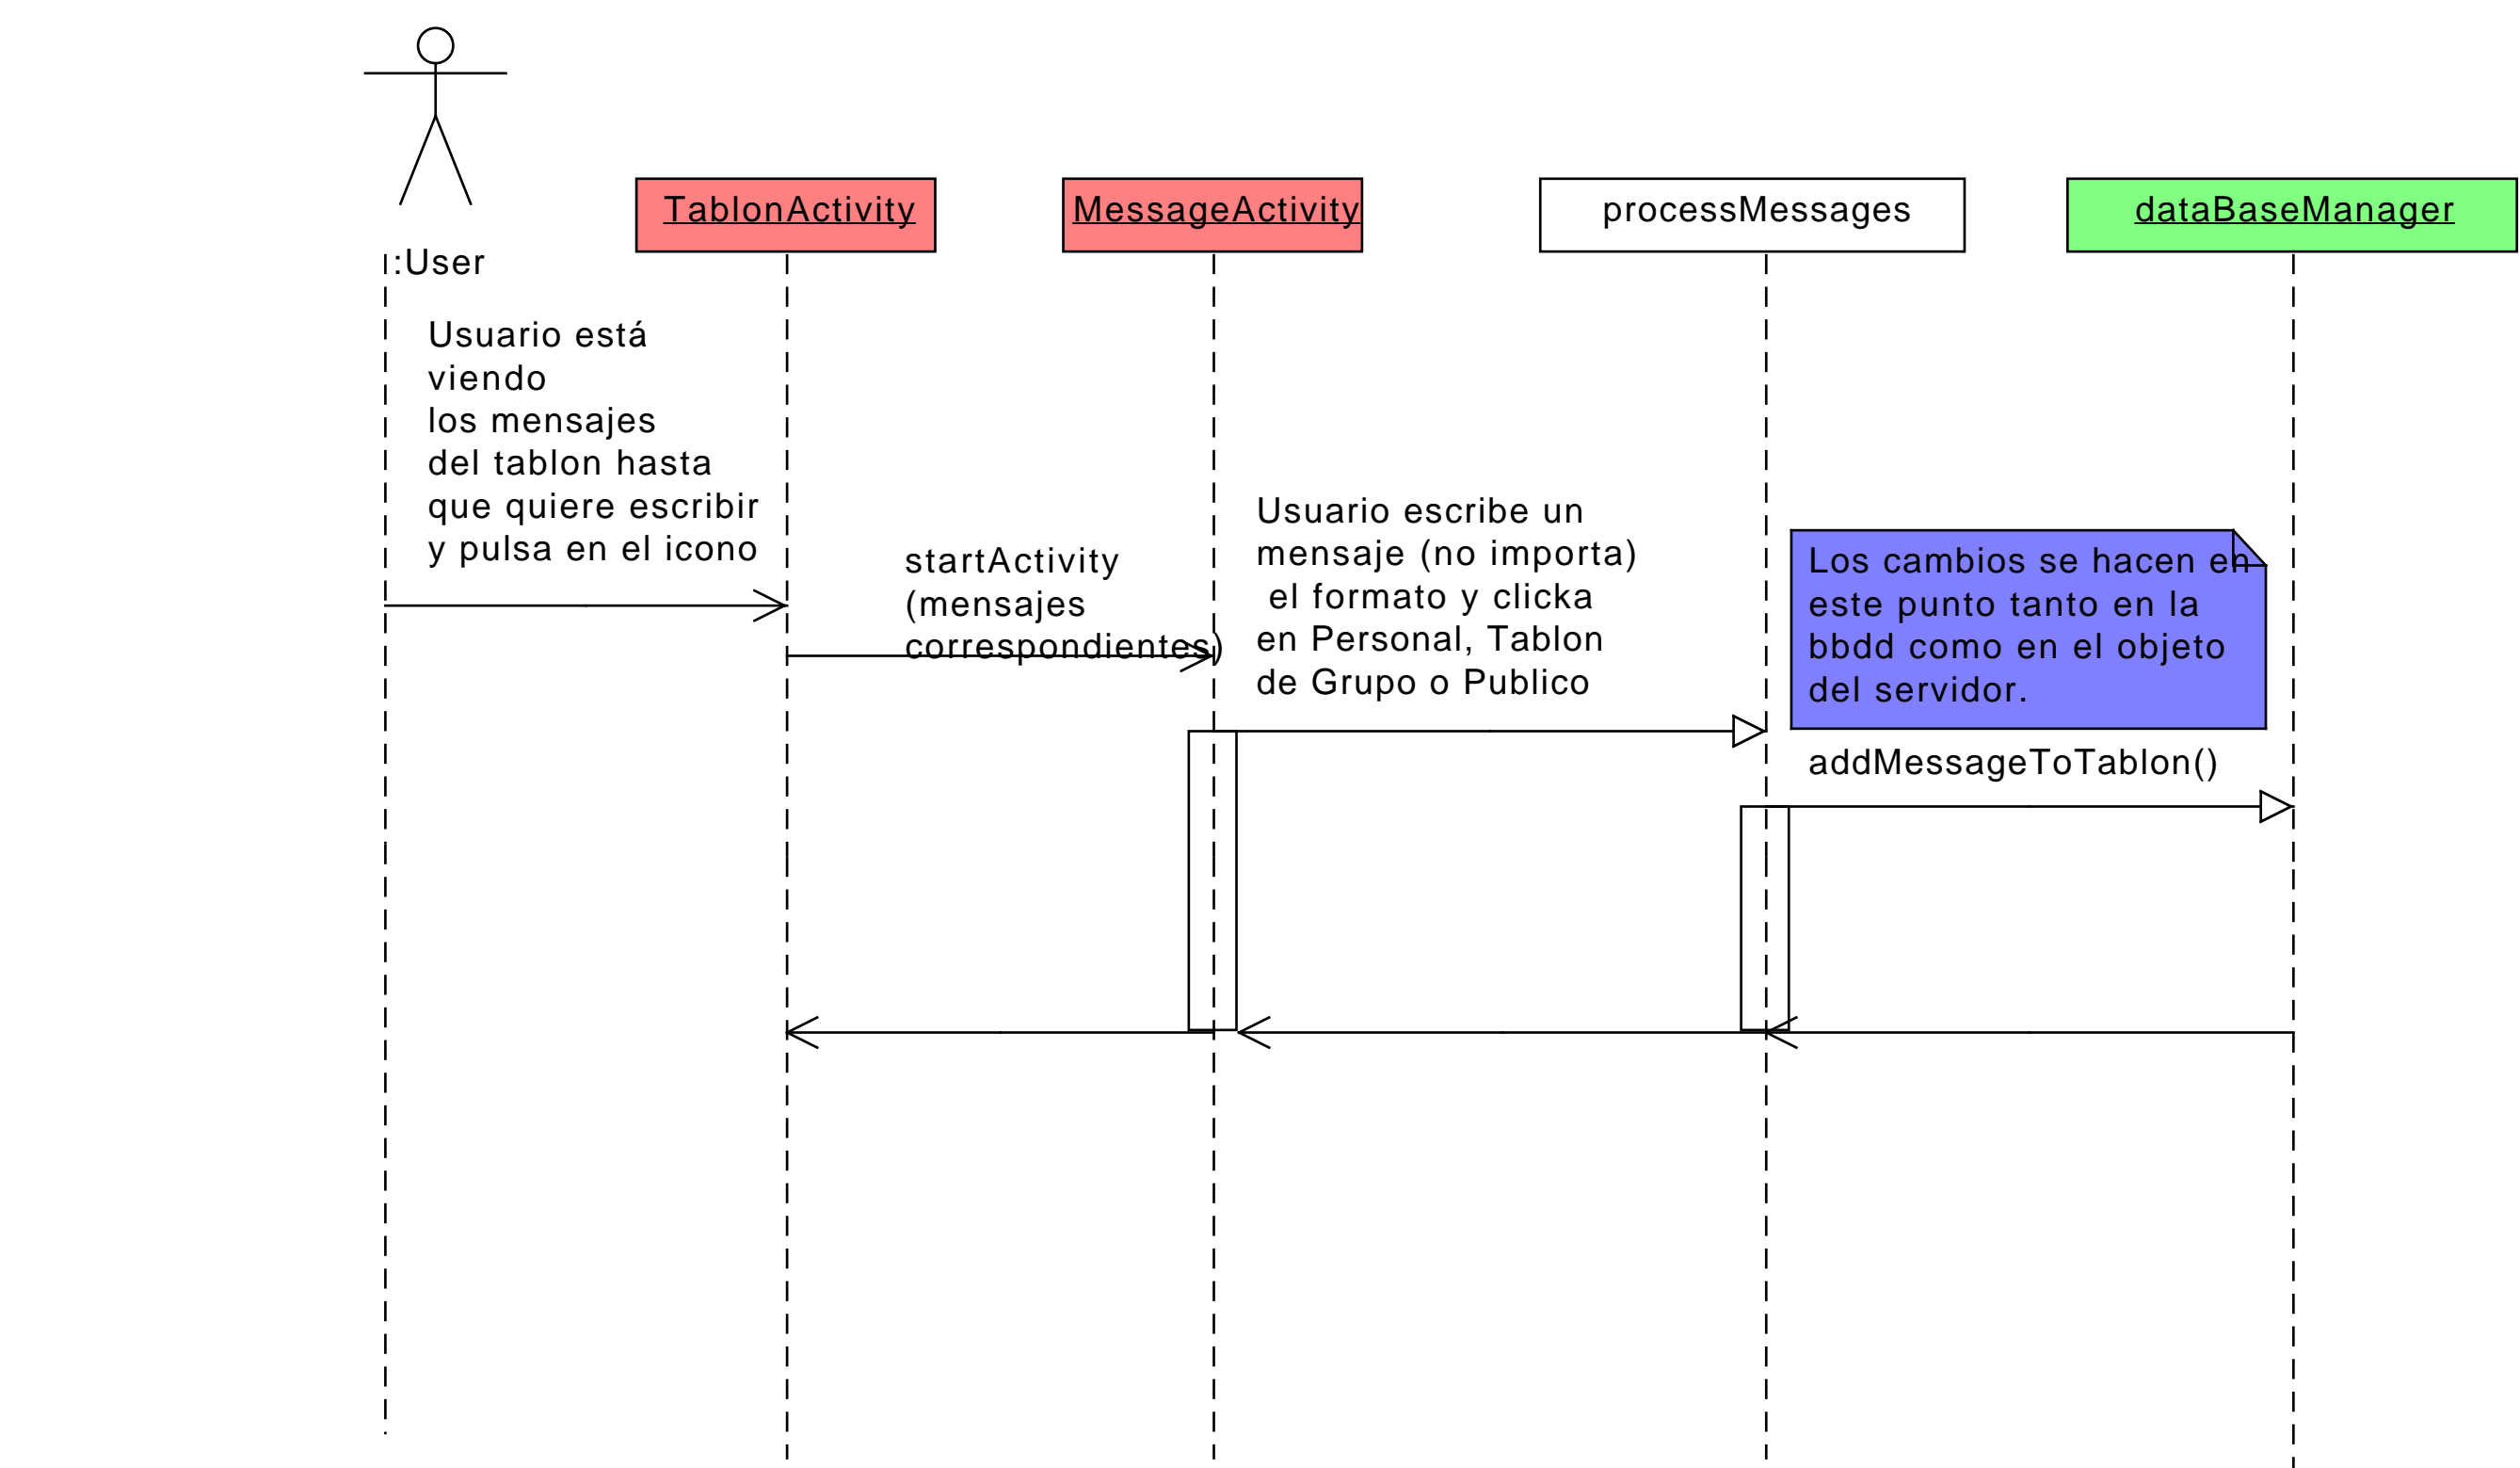 TablonActivity
MessageActivity
processMessages
dataBaseManager
:User
Usuario está
viendo
los mensajes
del tablon hasta
que quiere escribir
y pulsa en el icono
startActivity
(mensajes
correspondientes)
Usuario escribe un
mensaje (no importa)
el formato y clicka
en Personal, Tablon
de Grupo o Publico
Los cambios se hacen en
este punto tanto en la
bbdd como en el objeto
del servidor.
addMessageToTablon()